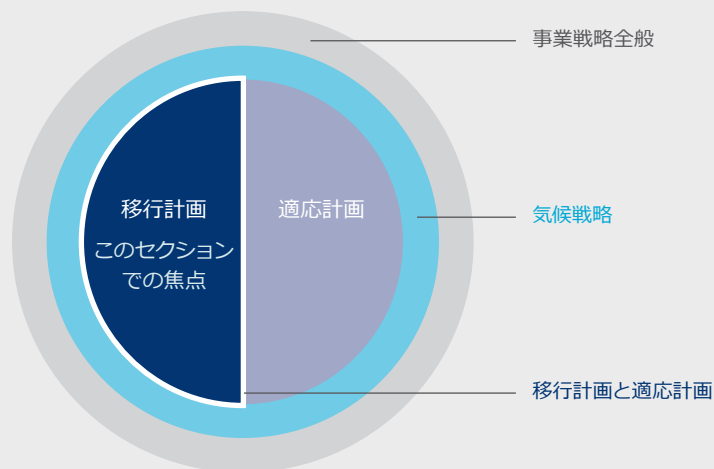 事業戦略全般
移行計画
このセクション
での焦点
適応計画
気候戦略
移行計画と適応計画